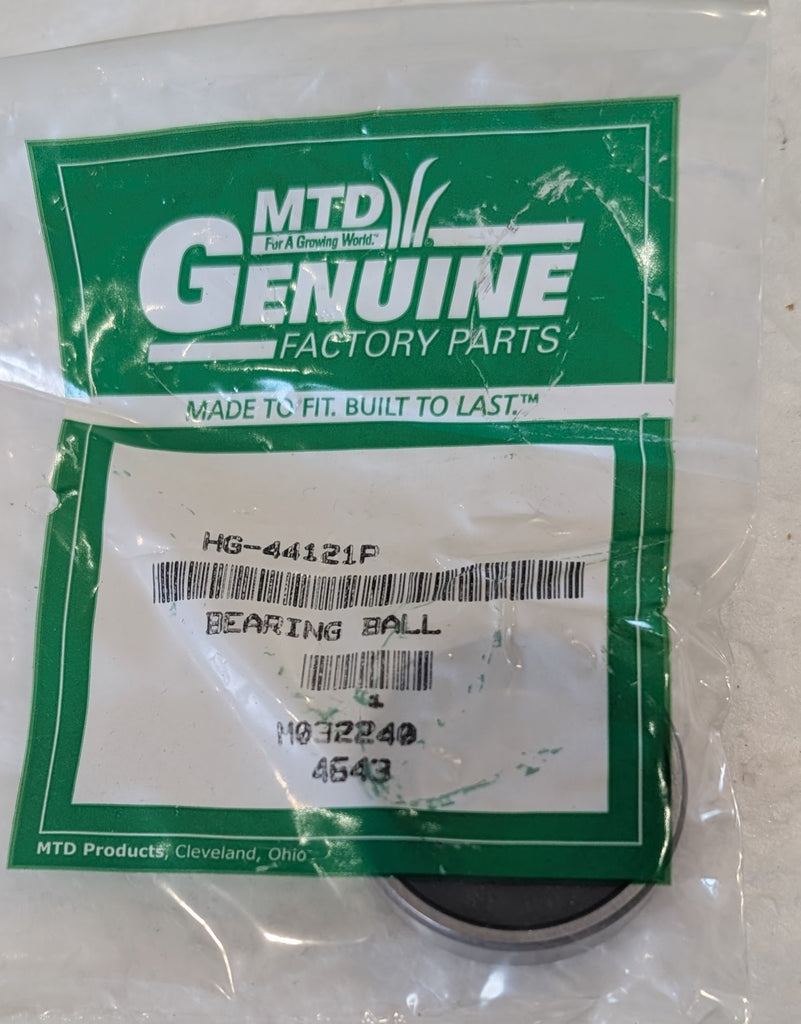 MTD
For A Growing World.™
GENUINE
FACTORY PARTS
MADE TO FIT. BUILT TO LAST.™
HG-44121P
BEARING BALL
1
M032240
4643
MTD Products, Cleveland, Ohio